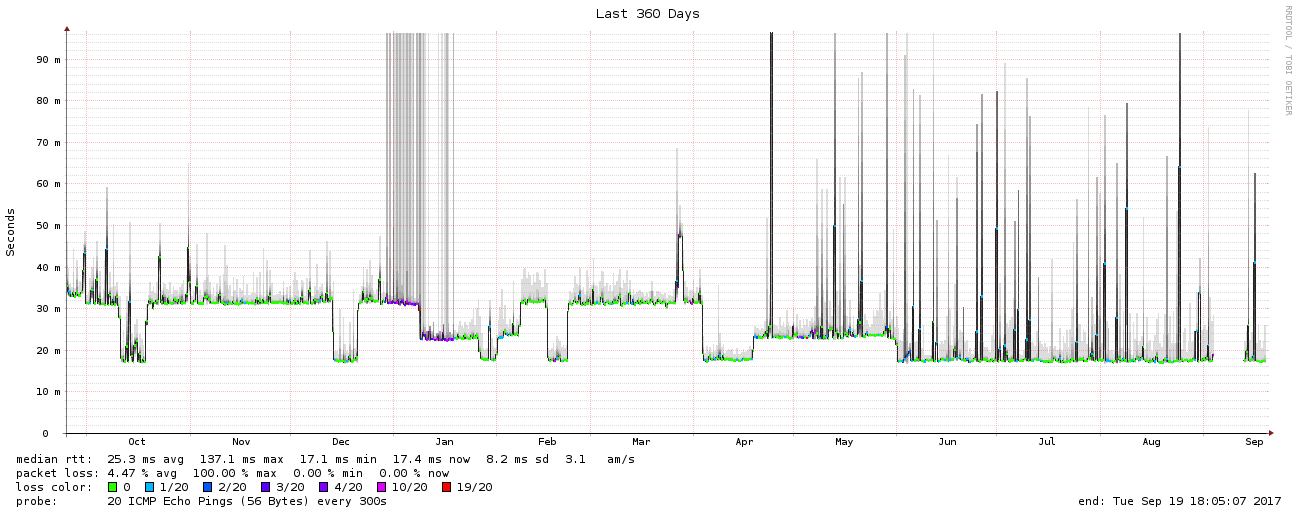 Last 360 Days
RRDTOOL / TOBI OETIKER
Seconds
90 m
80 m
70 m
60 m
50 m
40 m
30 m
20 m
10 m
0
Oct Nov Dec Jan Feb Mar Apr May Jun Jul Aug Sep
median rtt: 25.3 ms avg 137.1 ms max 17.1 ms min 17.4 ms now 8.2 ms sd 3.1 am/s
packet loss: 4.47 % avg 100.00 % max 0.00 % min 0.00 % now
loss color: 0 1/20 2/20 3/20 4/20 10/20 19/20
probe: 20 ICMP Echo Pings (56 Bytes) every 300s
end: Tue Sep 19 18:05:07 2017